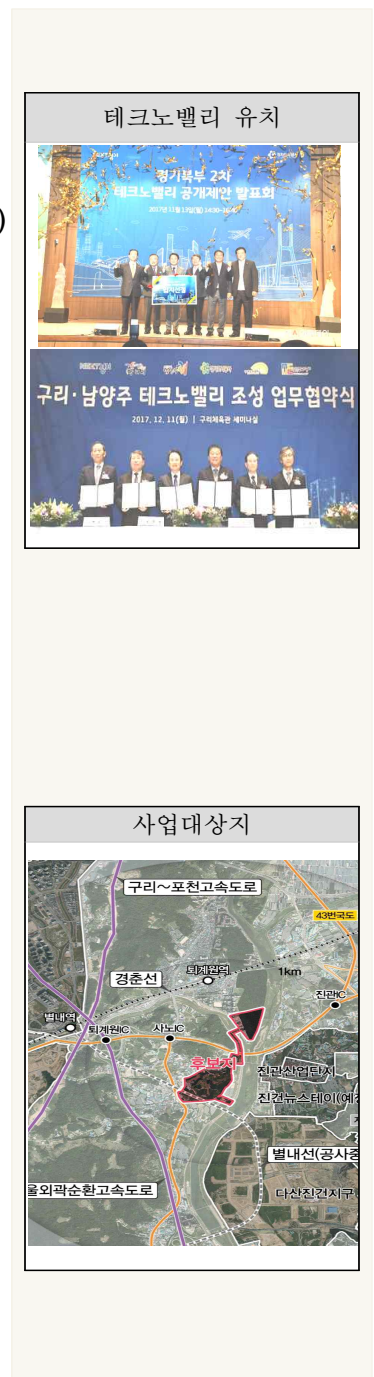 )
테크노밸리 유치
경기북부 2차
테크노밸리 공개제안 발표회
2017년 11월 13일(월) 14:30~16:40
NEXT 경기
구리·남양주 테크노밸리 조성 업무협약식
2017. 12. 11(월) | 구리체육관 세미나실
사업대상지
구리~포천고속도로
43번국도
경춘선
퇴계원역
1km
별내역
퇴계원IC
사노IC
진관IC
후보지
진관산업단지
진건뉴스테이(예정
별내선(공사중
울외곽순환고속도로
다산진건지구